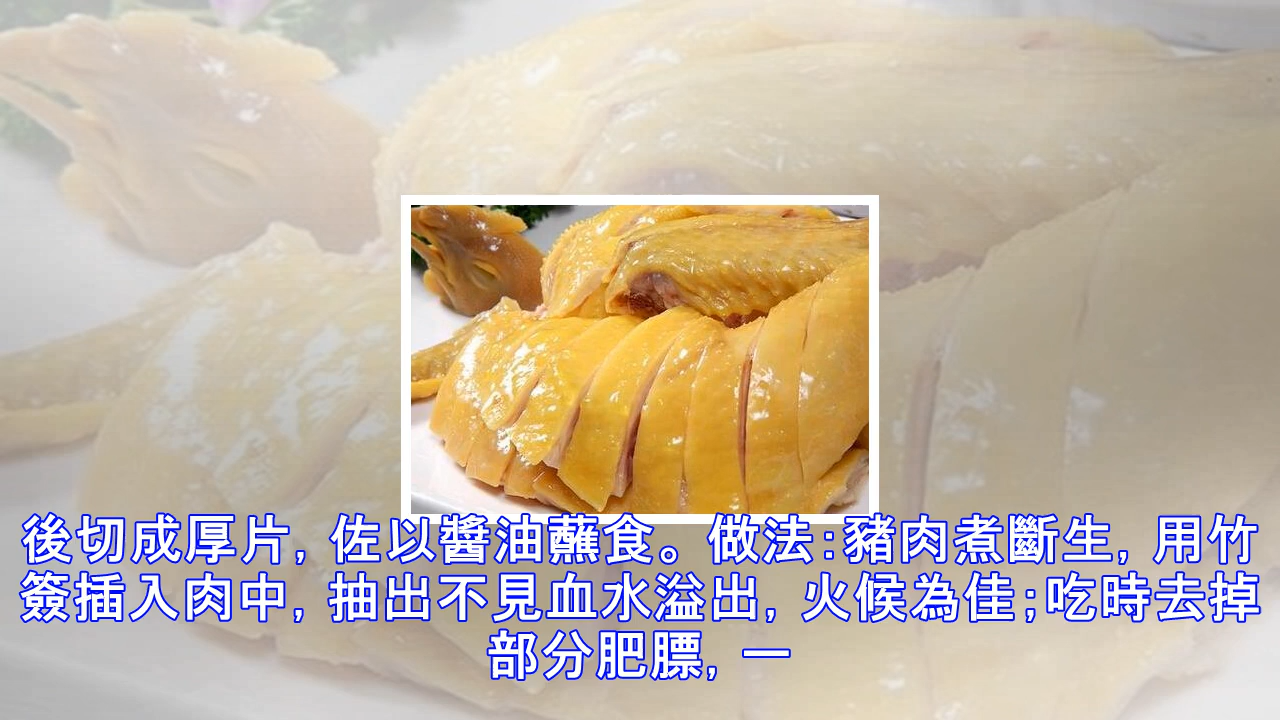 後切成厚片, 佐以醬油蘸食。做法:豬肉煮斷生, 用竹
簽插入肉中, 抽出不見血水溢出, 火候為佳;吃時去掉
部分肥膘, 一